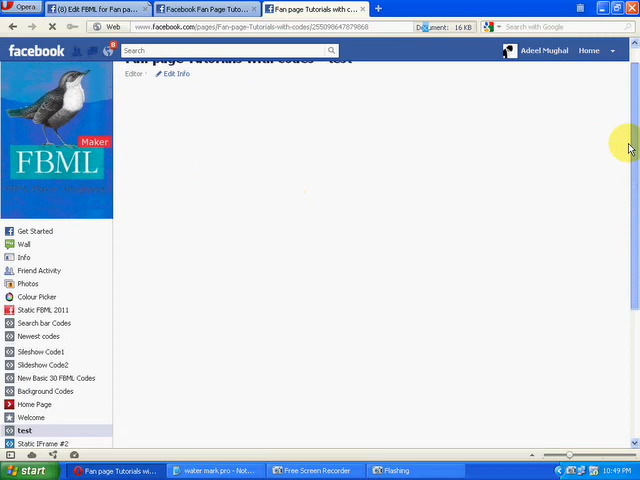 Opera
(8) Edit FBML for Fan pa...
Facebook Fan Page Tuto...
Fan page Tutorials with c...
Web
www.facebook.com/pages/Fan-page-Tutorials-with-codes/255098647879868
Document: 16 KB
Search with Google
facebook
8
Search
Adeel Mughal
Home
Fan page Tutorials with codes - test
Editor
Edit Info
Maker
FBML
Get Started
Wall
Info
Friend Activity
Photos
Colour Picker
Static FBML 2011
Search bar Codes
Newest codes
Slieshow Code1
Slideshow Code2
New Basic 30 FBML Codes
Background Codes
Home Page
Welcome
test
Static IFrame #2
start
Fan page Tutorials wi...
water mark pro - Not...
Free Screen Recorder
Flashing
10:49 PM